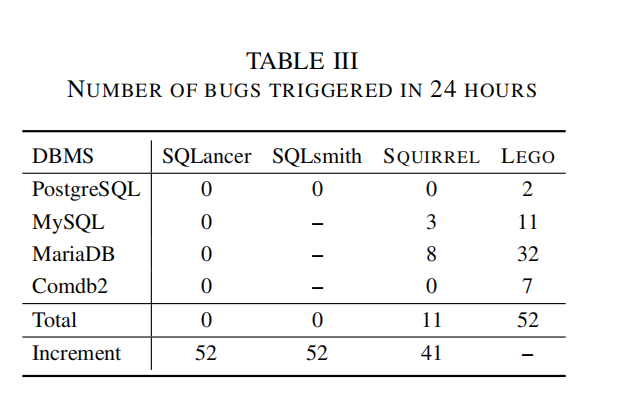 TABLE III
NUMBER OF BUGS TRIGGERED IN 24 HOURS
DBMS SQLancer SQLsmith SQUIRREL LEGO
PostgreSQL 0 0 0 2
MySQL 0 – 3 11
MariaDB 0 – 8 32
Comdb2 0 – 0 7
Total 0 0 11 52
Increment 52 52 41 –